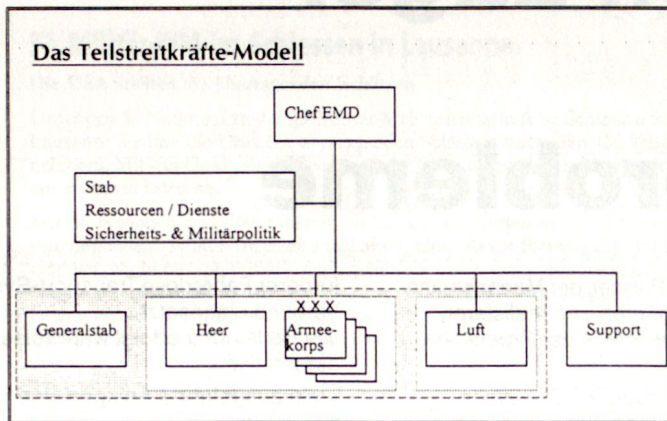 Das Teilstreitkräfte-Modell
Chef EMD
Stab
Ressourcen / Dienste
Sicherheits- & Militärpolitik
Generalstab
Heer
X X X
Armee-
korps
Luft
Support